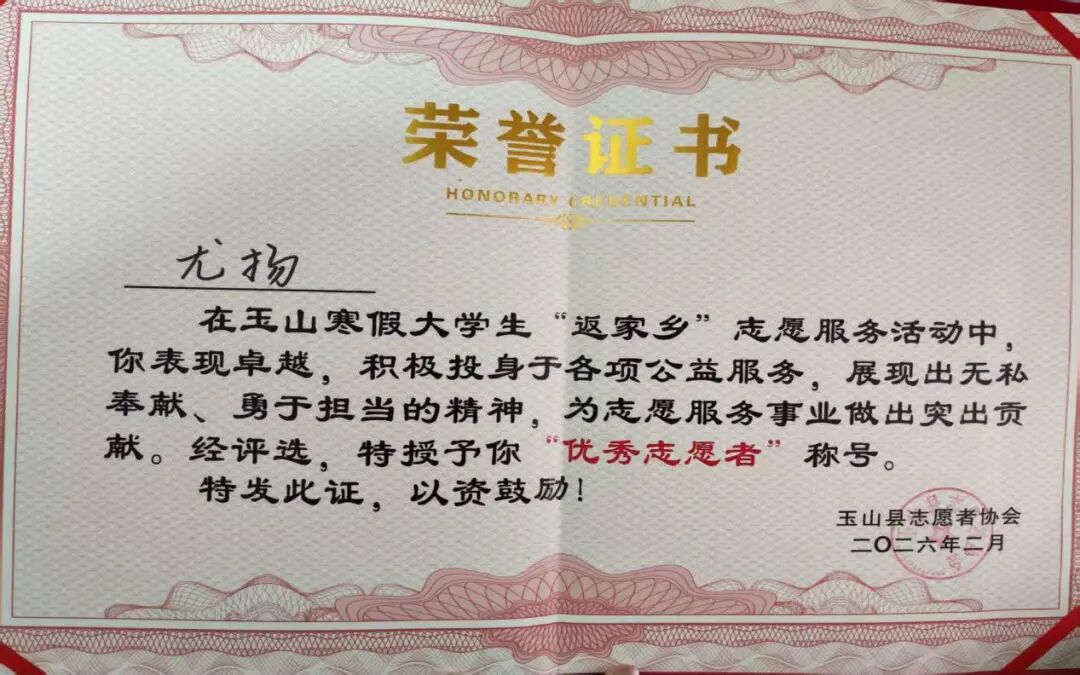 荣誉证书
HONORARY CREDENTIAL
尤扬
在玉山寒假大学生“返家乡”志愿服务活动中，
你表现卓越，积极投身于各项公益服务，展现出无私
奉献、勇于担当的精神，为志愿服务事业做出突出贡
献。经评选，特授予你“优秀志愿者”称号。
特发此证，以资鼓励！
玉山县志愿者协会
二〇二六年二月